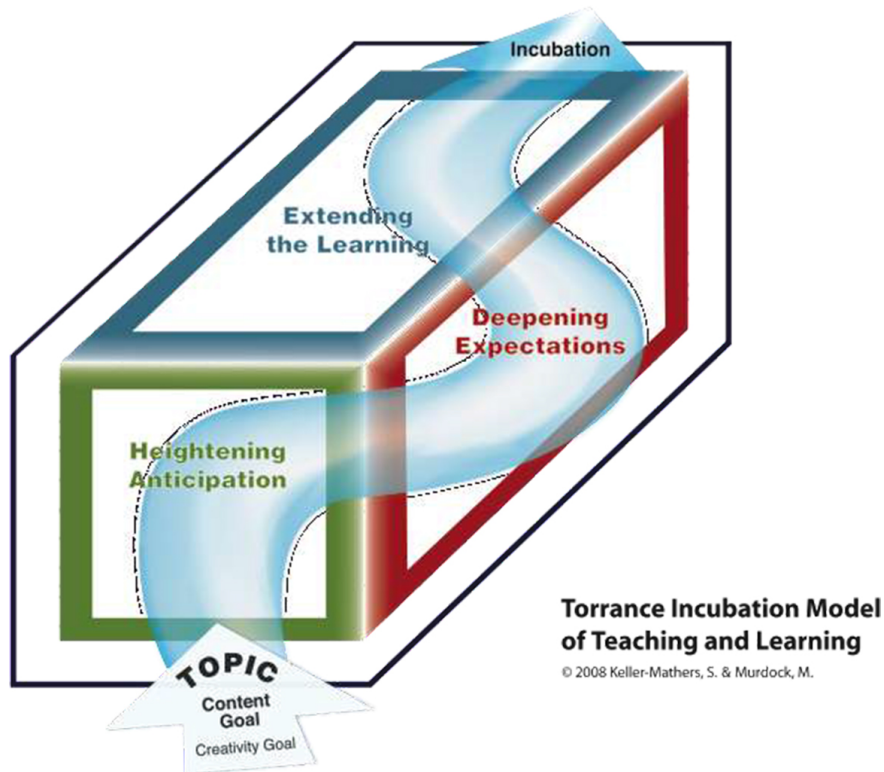 Incubation
Extending
the Learning
Deepening
Expectations
Heightening
Anticipation
TOPIC
Content
Goal
Creativity Goal
Torrance Incubation Model
of Teaching and Learning
© 2008 Keller-Mathers, S. & Murdock, M.